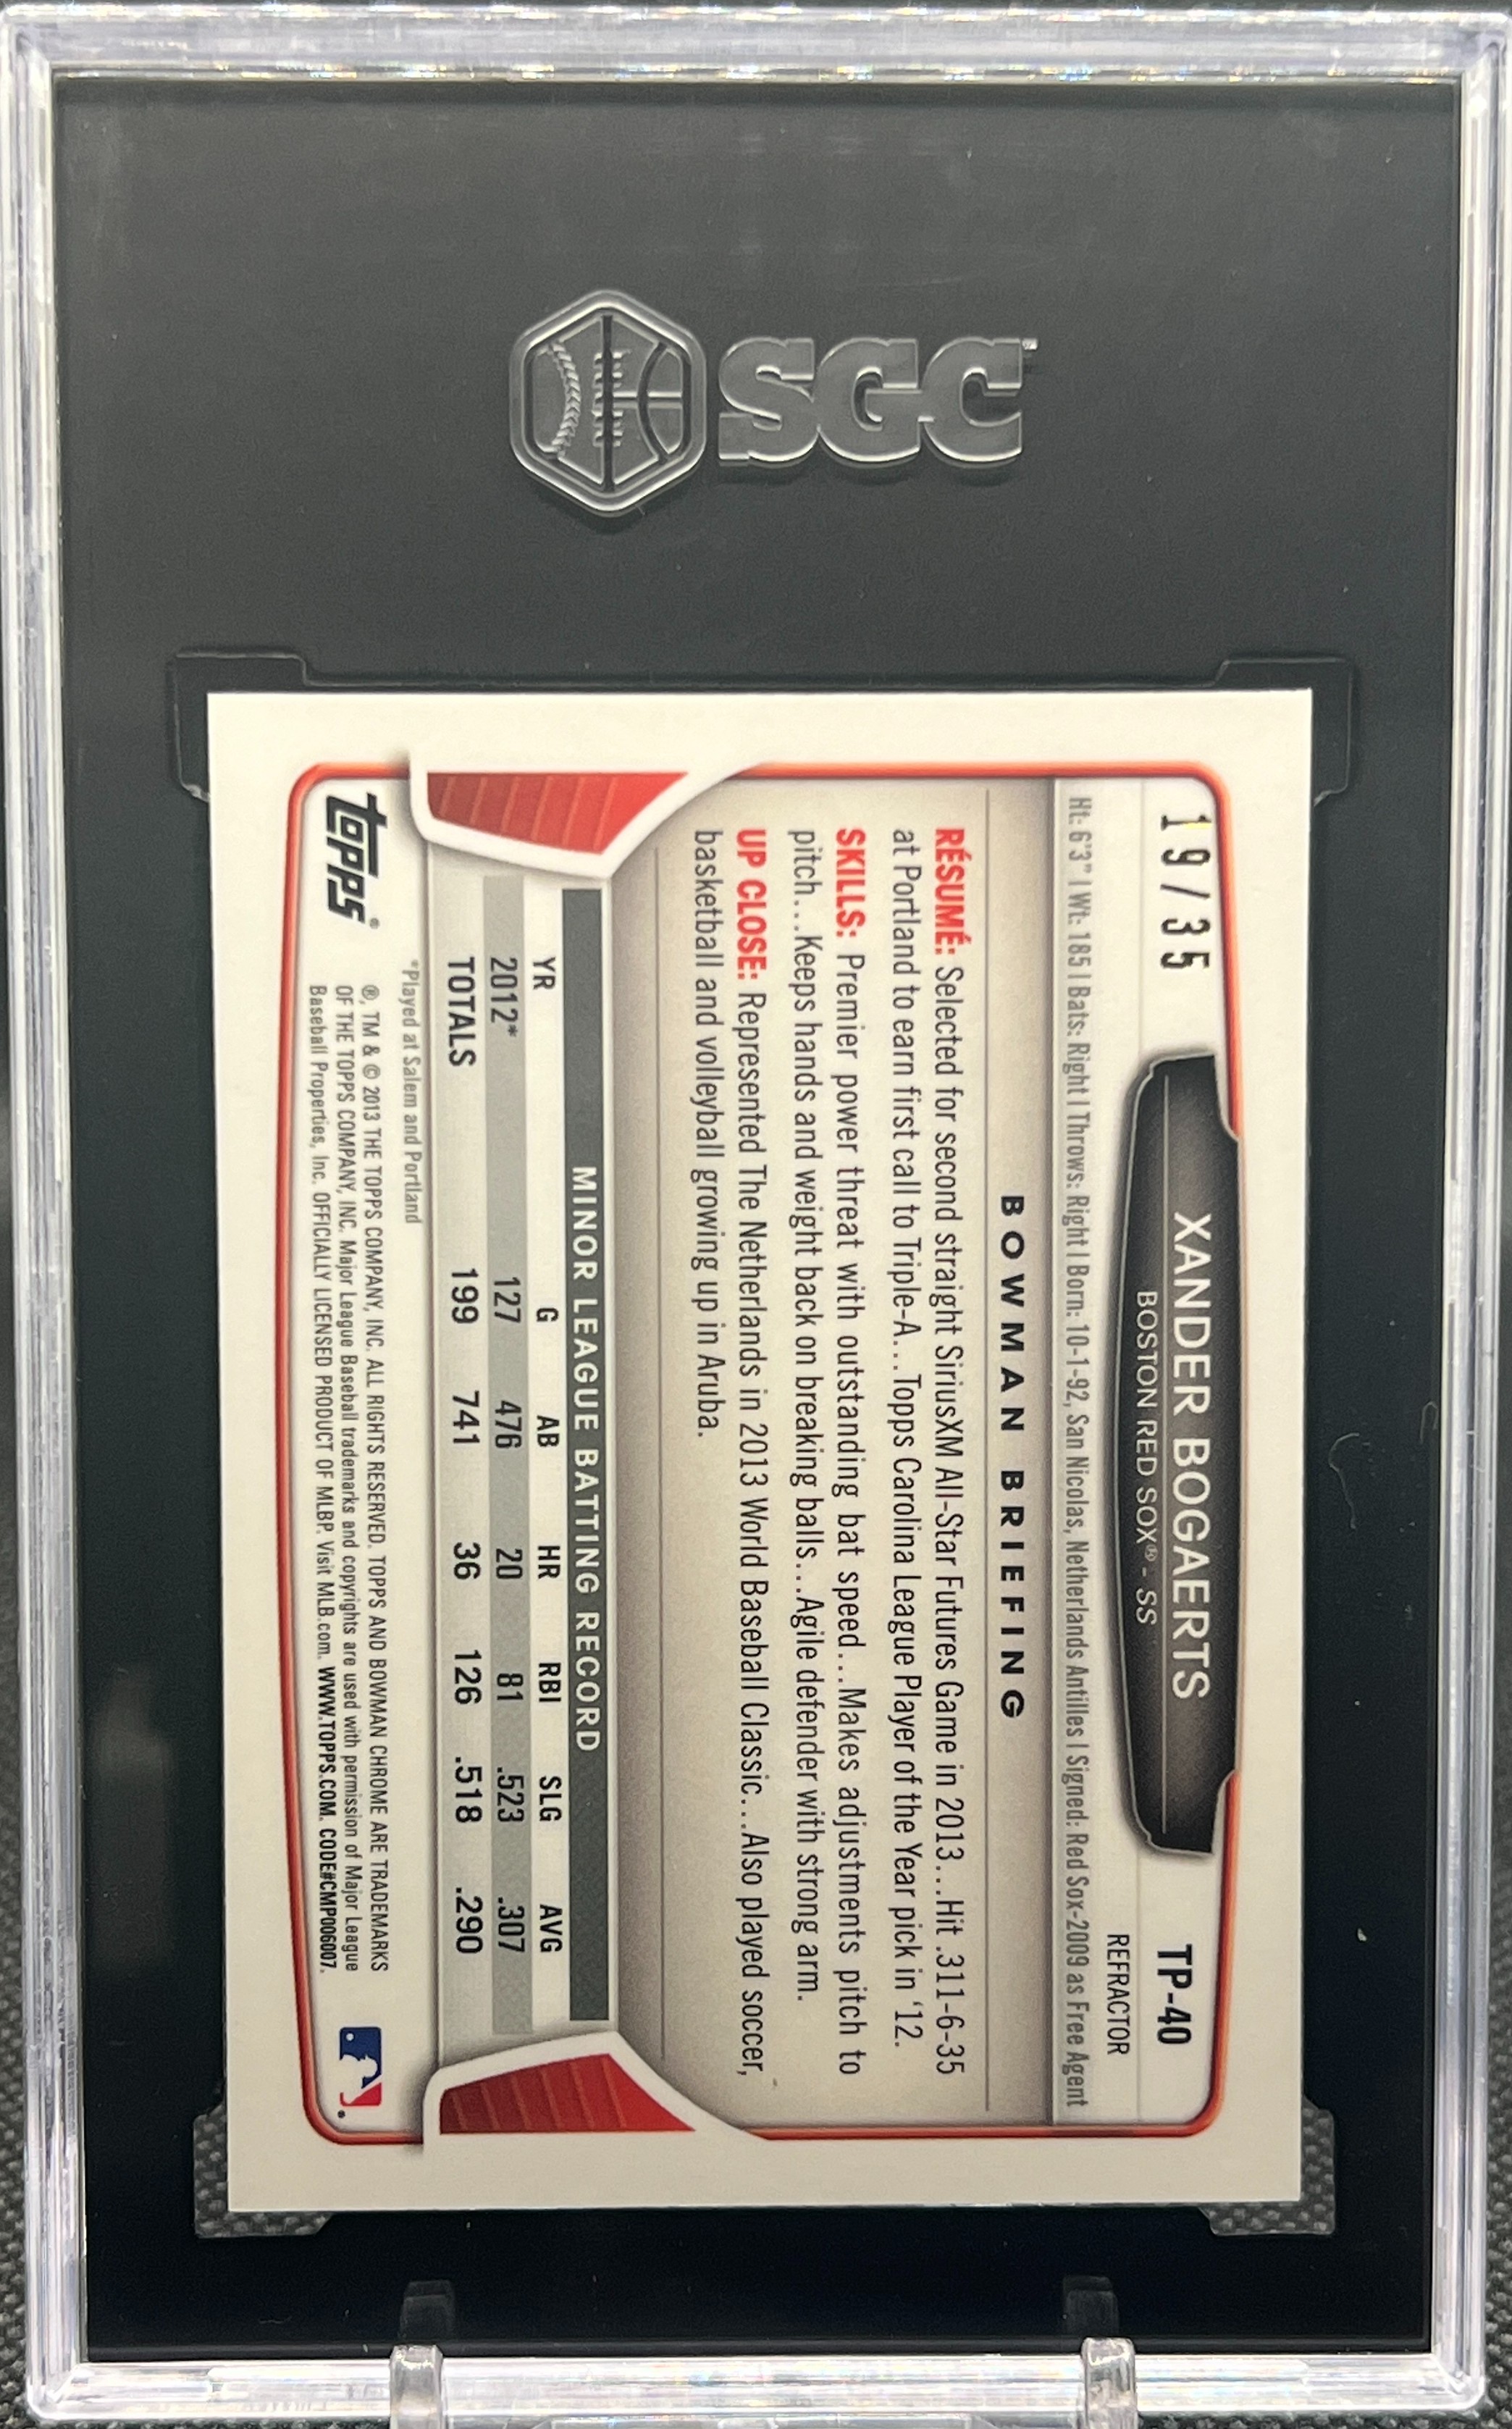 SGC
19/35
XANDER BOGAERTS
BOSTON RED SOX® - SS
TP-40
REFRACTOR
Ht: 6'3" | Wt: 185 | Bats: Right | Throws: Right | Born: 10-1-92, San Nicolas, Netherlands Antilles | Signed: Red Sox-2009 as Free Agent
BOWMAN BRIEFING
RÉSUMÉ: Selected for second straight SiriusXM All-Star Futures Game in 2013...Hit .311-6-35
at Portland to earn first call to Triple-A...Topps Carolina League Player of the Year pick in '12.
SKILLS: Premier power threat with outstanding bat speed...Makes adjustments pitch to
pitch...Keeps hands and weight back on breaking balls...Agile defender with strong arm.
UP CLOSE: Represented The Netherlands in 2013 World Baseball Classic...Also played soccer,
basketball and volleyball growing up in Aruba.
MINOR LEAGUE BATTING RECORD
YR G AB HR RBI SLG AVG
2012* 127 476 20 81 .523 .307
TOTALS 199 741 36 126 .518 .290
*Played at Salem and Portland
topps®
®, TM & © 2013 THE TOPPS COMPANY, INC. ALL RIGHTS RESERVED. TOPPS AND BOWMAN CHROME ARE TRADEMARKS
OF THE TOPPS COMPANY, INC. Major League Baseball trademarks and copyrights are used with permission of Major League
Baseball Properties, Inc. OFFICIALLY LICENSED PRODUCT OF MLBP. Visit MLB.com. WWW.TOPPS.COM. CODE#CMP006007.